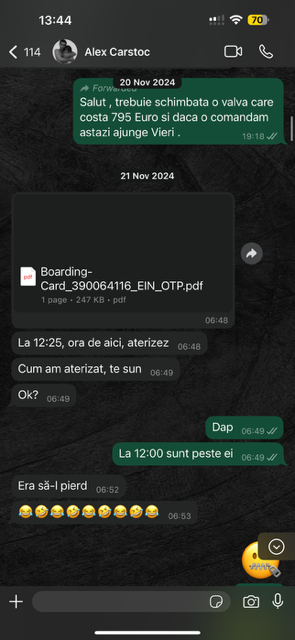 13:44
70
114
Alex Carstoc
20 Nov 2024
Forwarded
Salut , trebuie schimbata o valva care
costa 795 Euro si daca o comandam
astazi ajunge Vieri .
19:18
21 Nov 2024
pdf
Boarding-
Card_390064116_EIN_OTP.pdf
1 page • 247 KB • pdf
06:48
La 12:25, ora de aici, aterizez
06:48
Cum am aterizat, te sun
06:49
Ok?
06:49
Dap
06:49
La 12:00 sunt peste ei
06:49
Era să-l pierd
06:52
😂🤣😂🤣😂🤣😂🤣😂
06:53